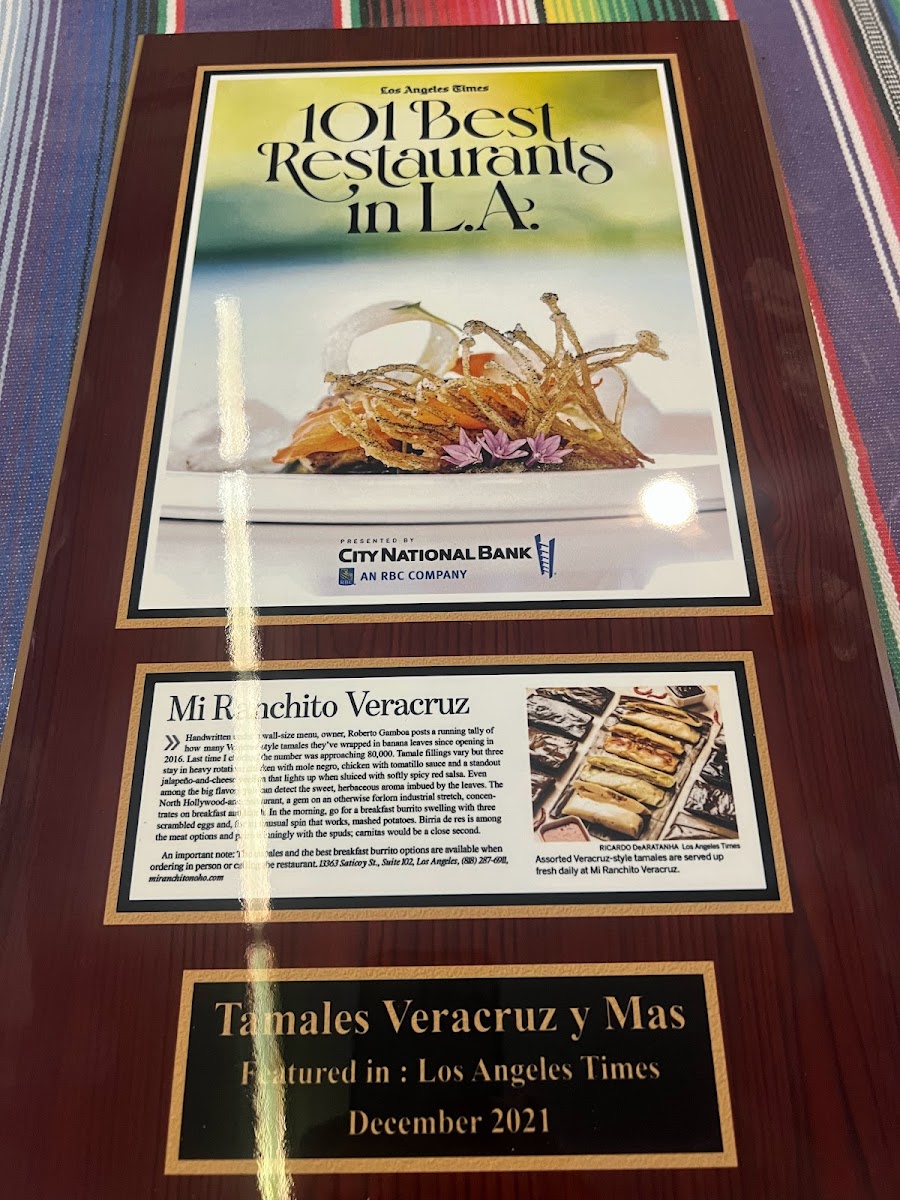 Los Angeles Times
101 Best
Restaurants
in L.A.
PRESENTED BY
CITY NATIONAL BANK
RBC
AN RBC COMPANY
Mi Ranchito Veracruz
Handwritten wall-size menu, owner, Roberto Gamboa posts a running tally of
how many style tamales they've wrapped in banana leaves since opening in
2016. Last time I the number was approaching 80,000. Tamale fillings vary but three
stay in heavy with mole negro, chicken with tomatillo sauce and a standout
jalapeño-and-cheese that lights up when sluiced with softly spicy red salsa. Even
among the big detect the sweet, herbaceous aroma imbued by the leaves. The
North a gem on an otherwise forlorn industrial stretch, concen-
trates on breakfast In the morning, go for a breakfast burrito swelling with three
scrambled eggs and, spin that works, mashed potatoes. Birria de res is among
the meat options and with the spuds; carnitas would be a close second.
An important note: and the best breakfast burrito options are available when
ordering in person or the restaurant. 13363 Saticoy St., Suite 102, Los Angeles, (818) 287-6911,
miranchitonoho.com
RICARDO DeARATANHA Los Angeles Times
Assorted Veracruz-style tamales are served up
fresh daily at Mi Ranchito Veracruz.
Tamales Veracruz y Mas
Featured in : Los Angeles Times
December 2021